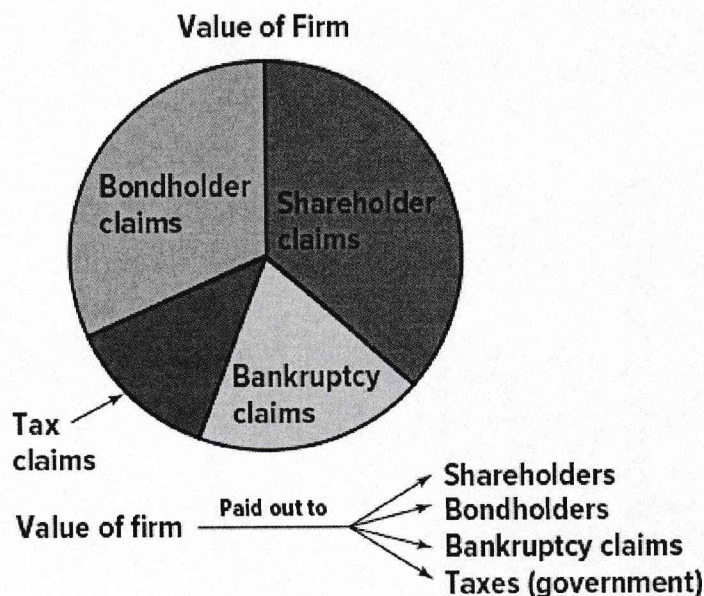 Value of Firm
Bondholder
claims
Shareholder
claims
Bankruptcy
claims
Tax
claims
Value of firm
Paid out to
Shareholders
Bondholders
Bankruptcy claims
Taxes (government)